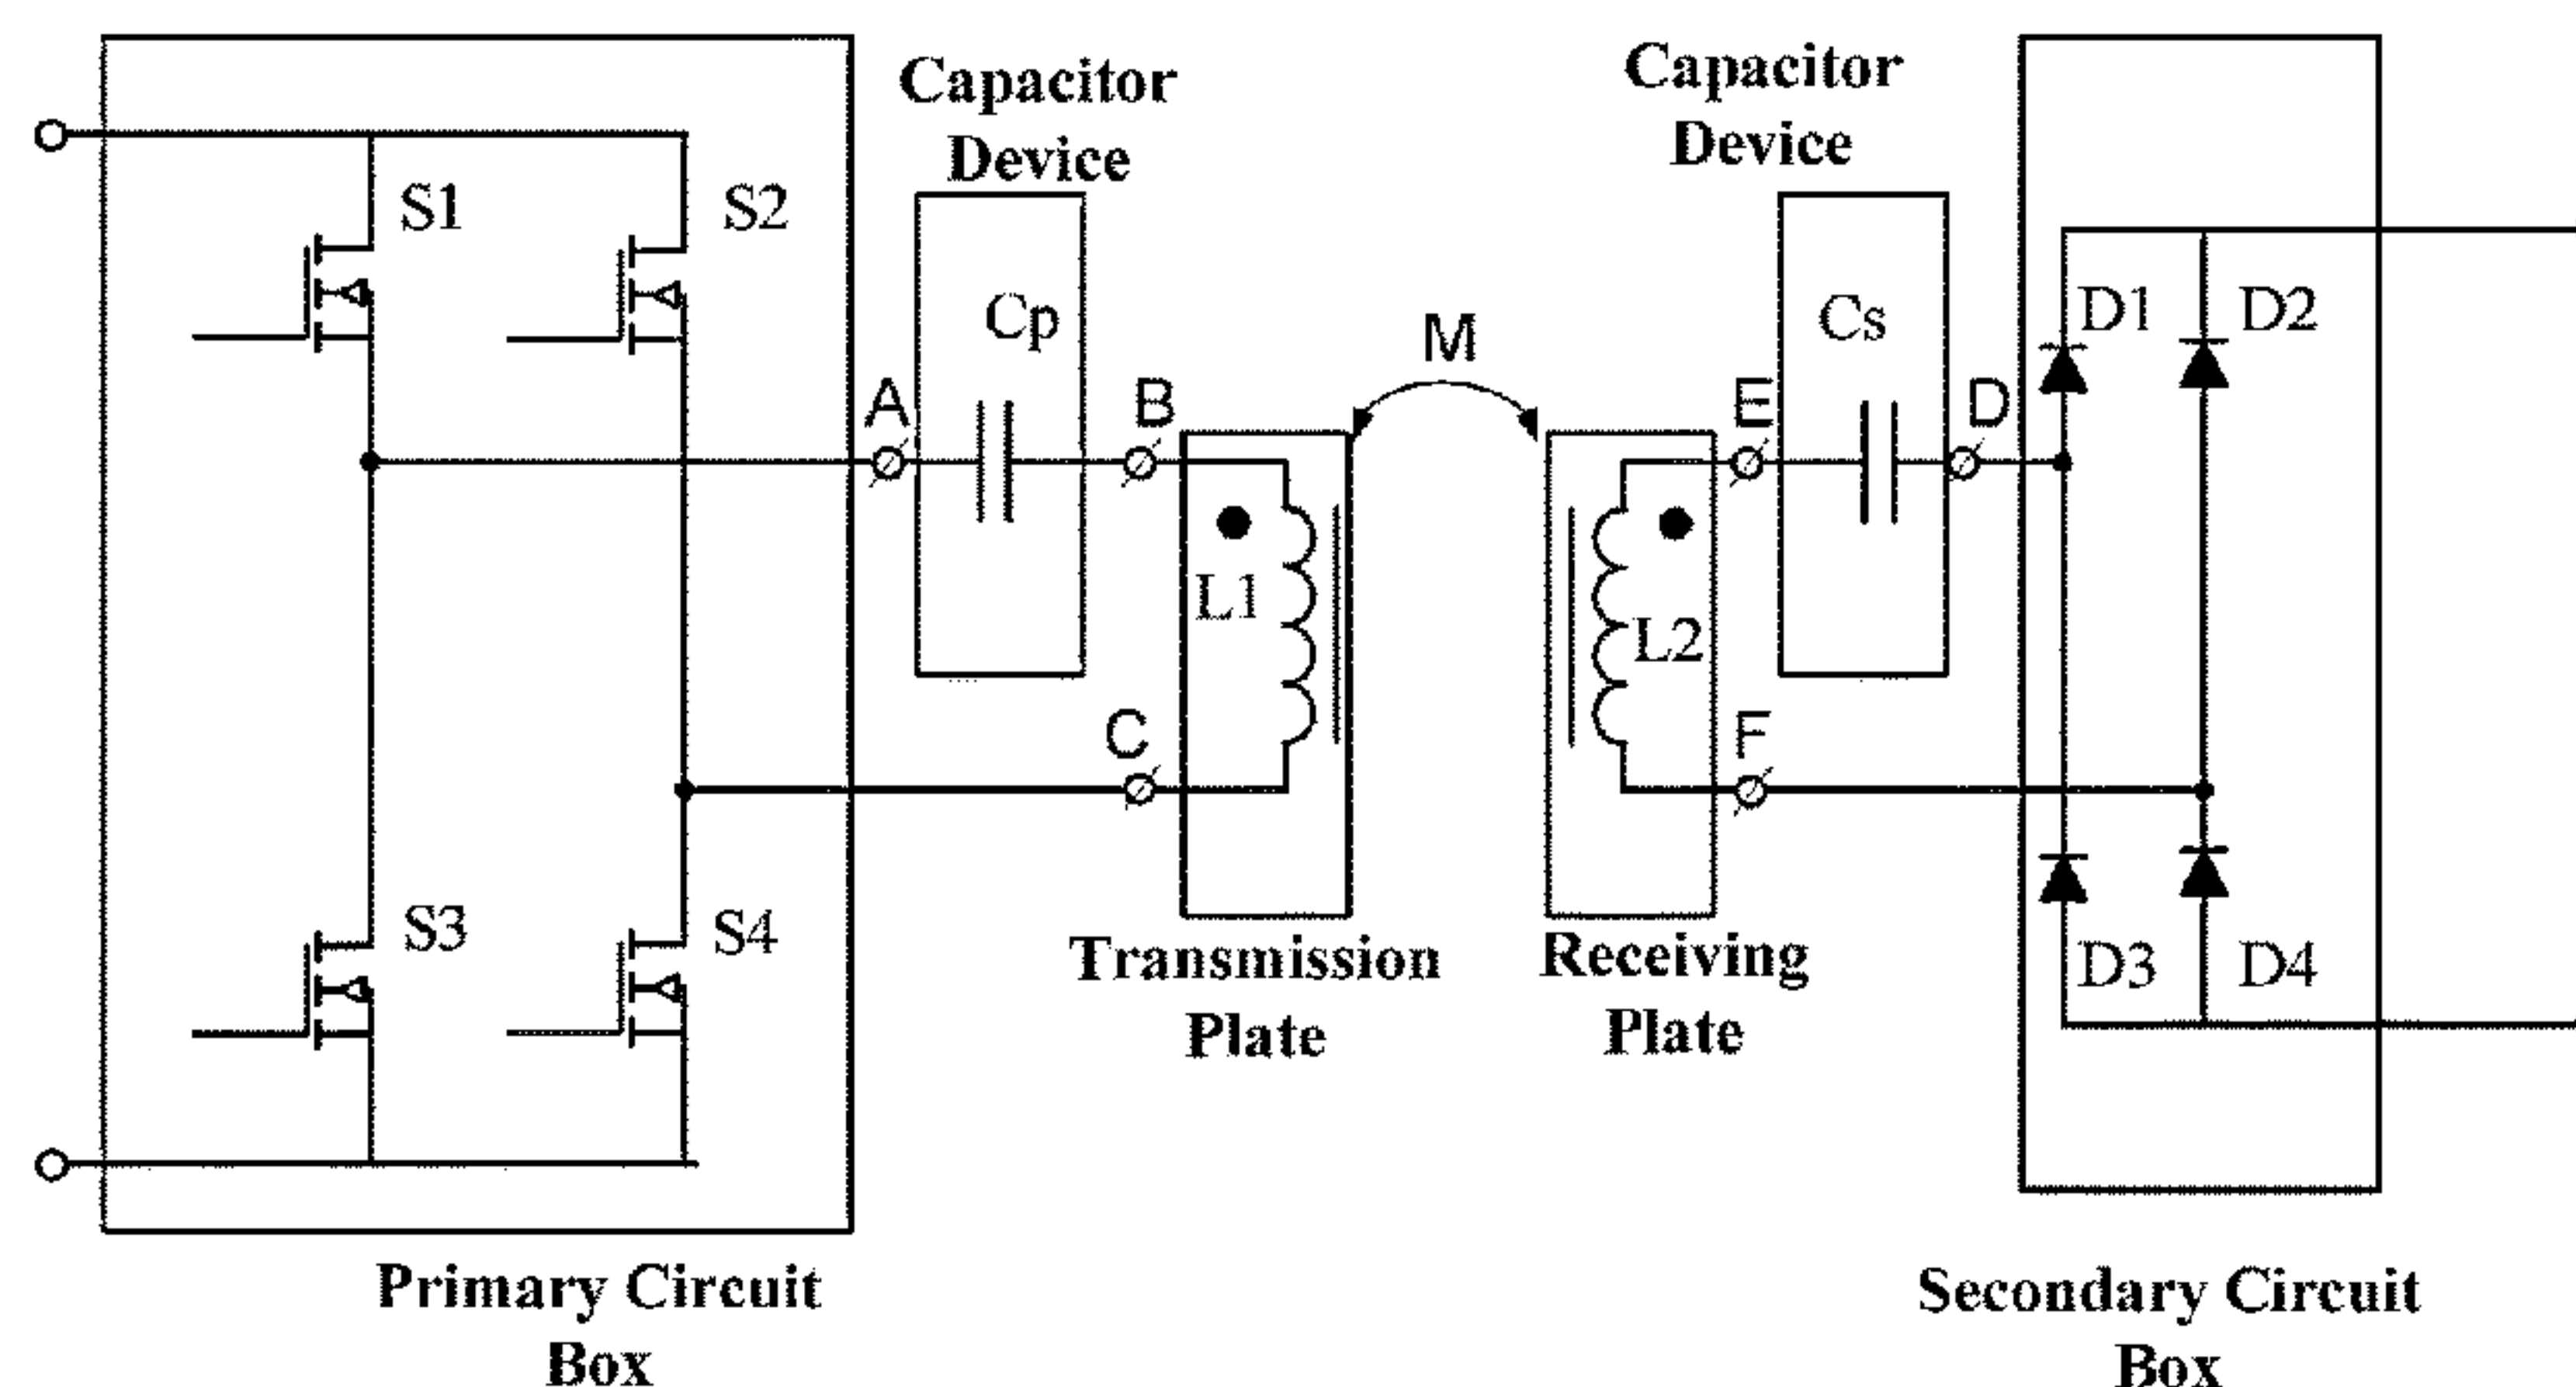 Capacitor
Device
Capacitor
Device
S1
S2
Cp
M
Cs
D1
D2
A
B
E
D
L1
L2
C
F
S3
S4
D3
D4
Transmission
Plate
Receiving
Plate
Primary Circuit
Box
Secondary Circuit
Box